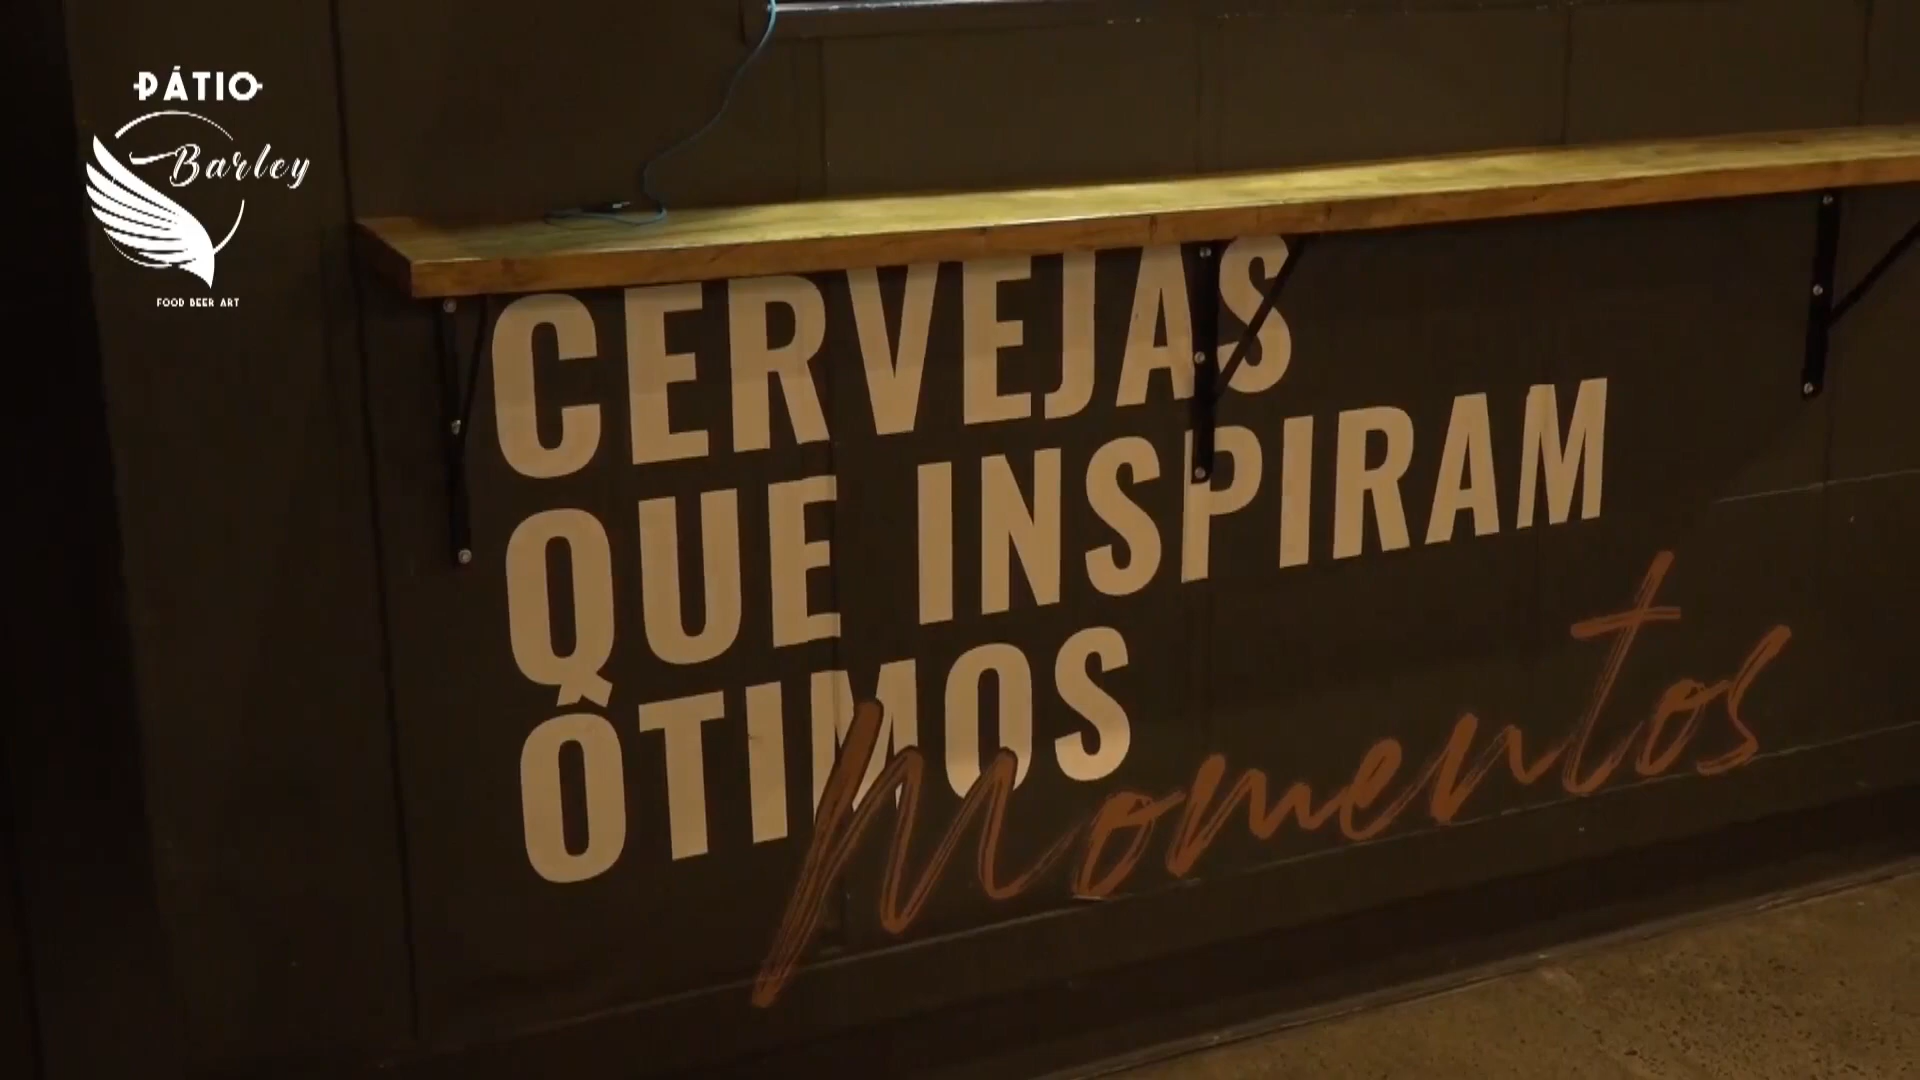 PÁTIO
Barley
FOOD BEER ART
CERVEJAS
QUE INSPIRAM
ÓTIMOS
Momentos